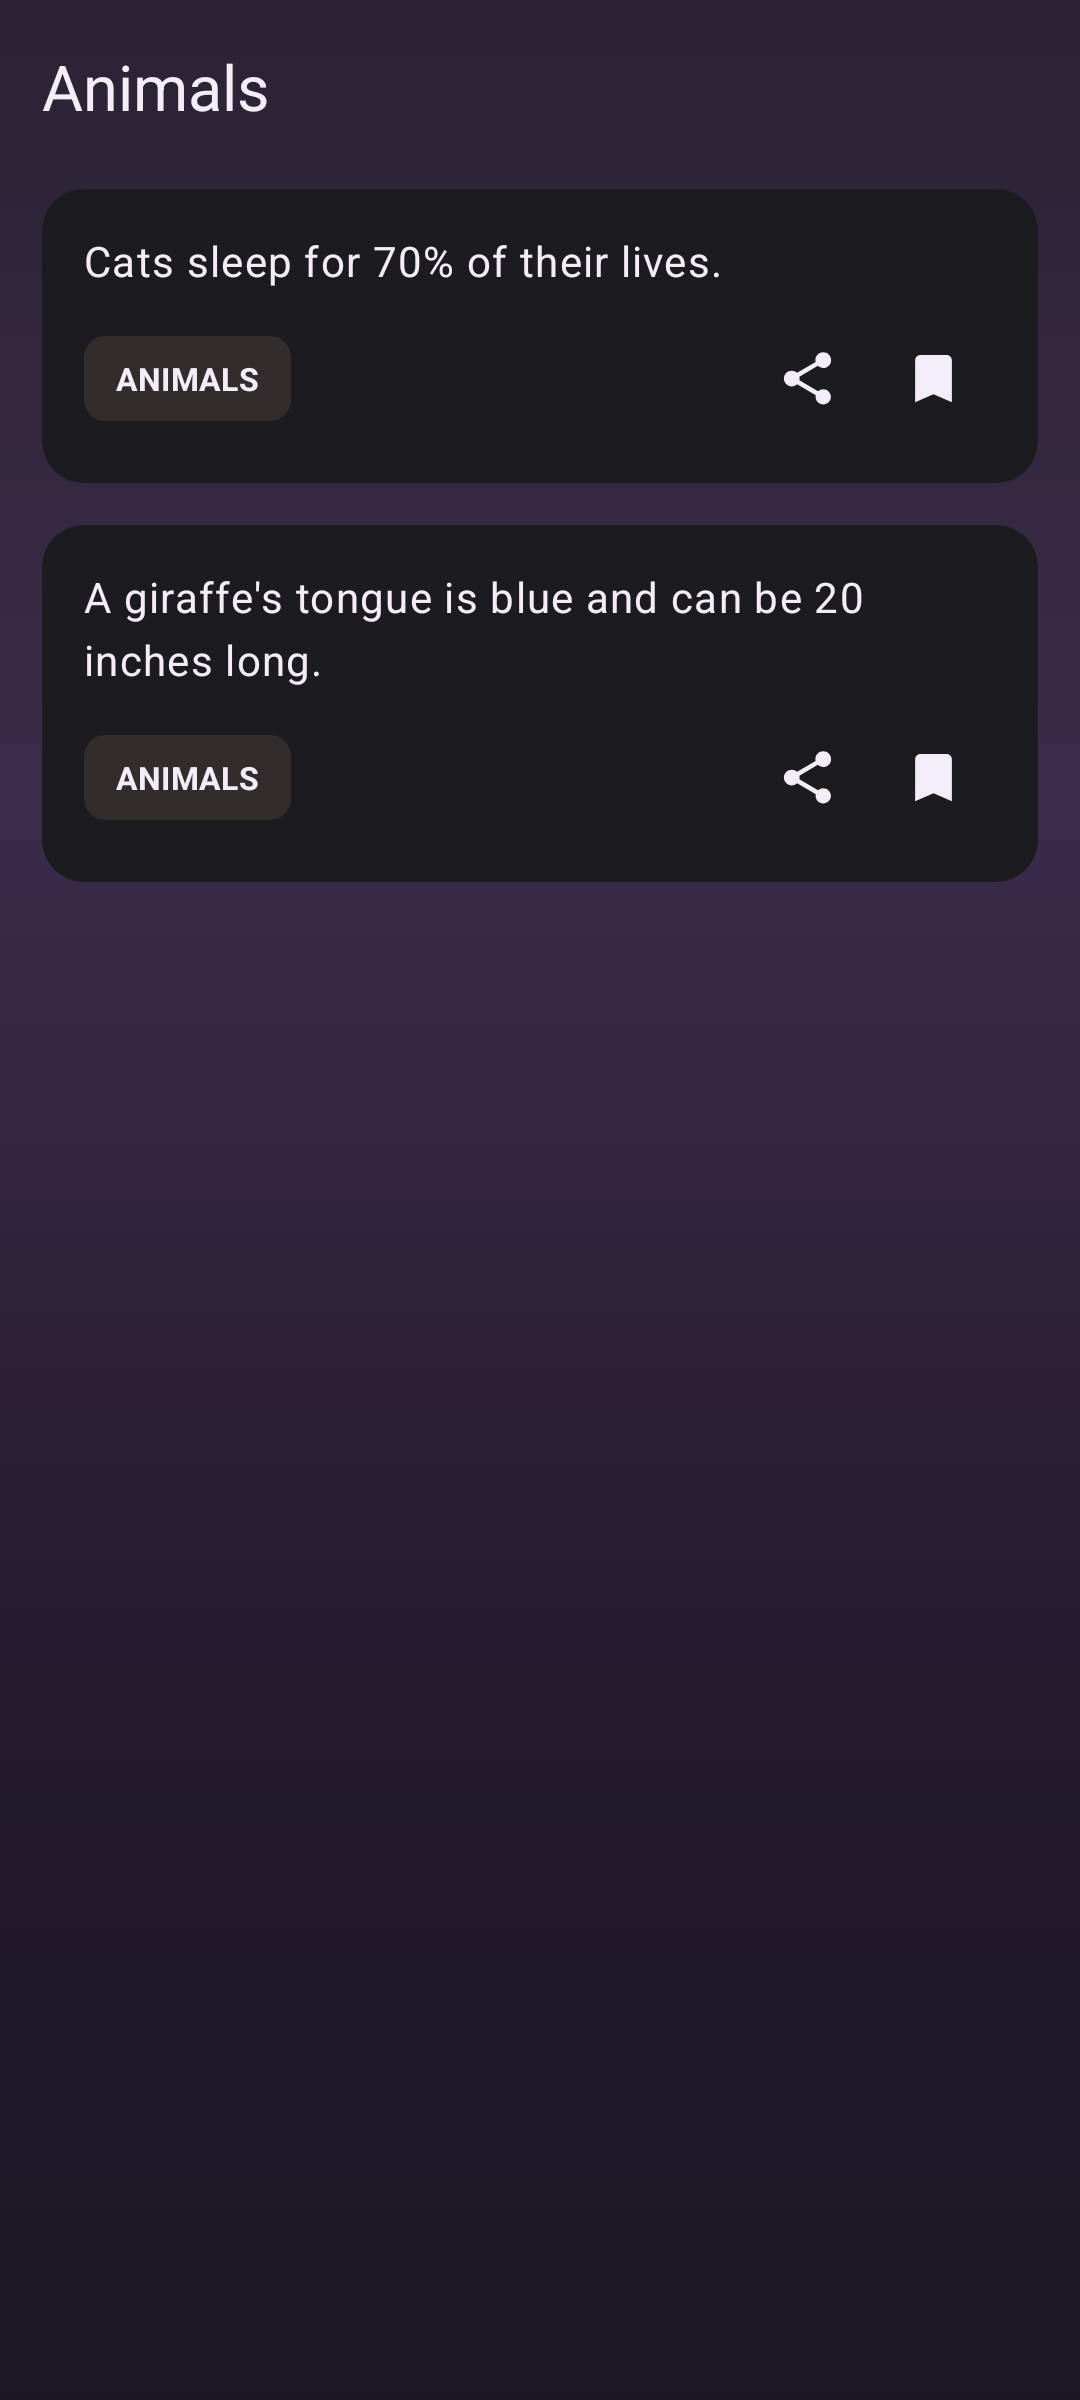 Animals
Cats sleep for 70% of their lives.
ANIMALS
A giraffe's tongue is blue and can be 20
inches long.
ANIMALS